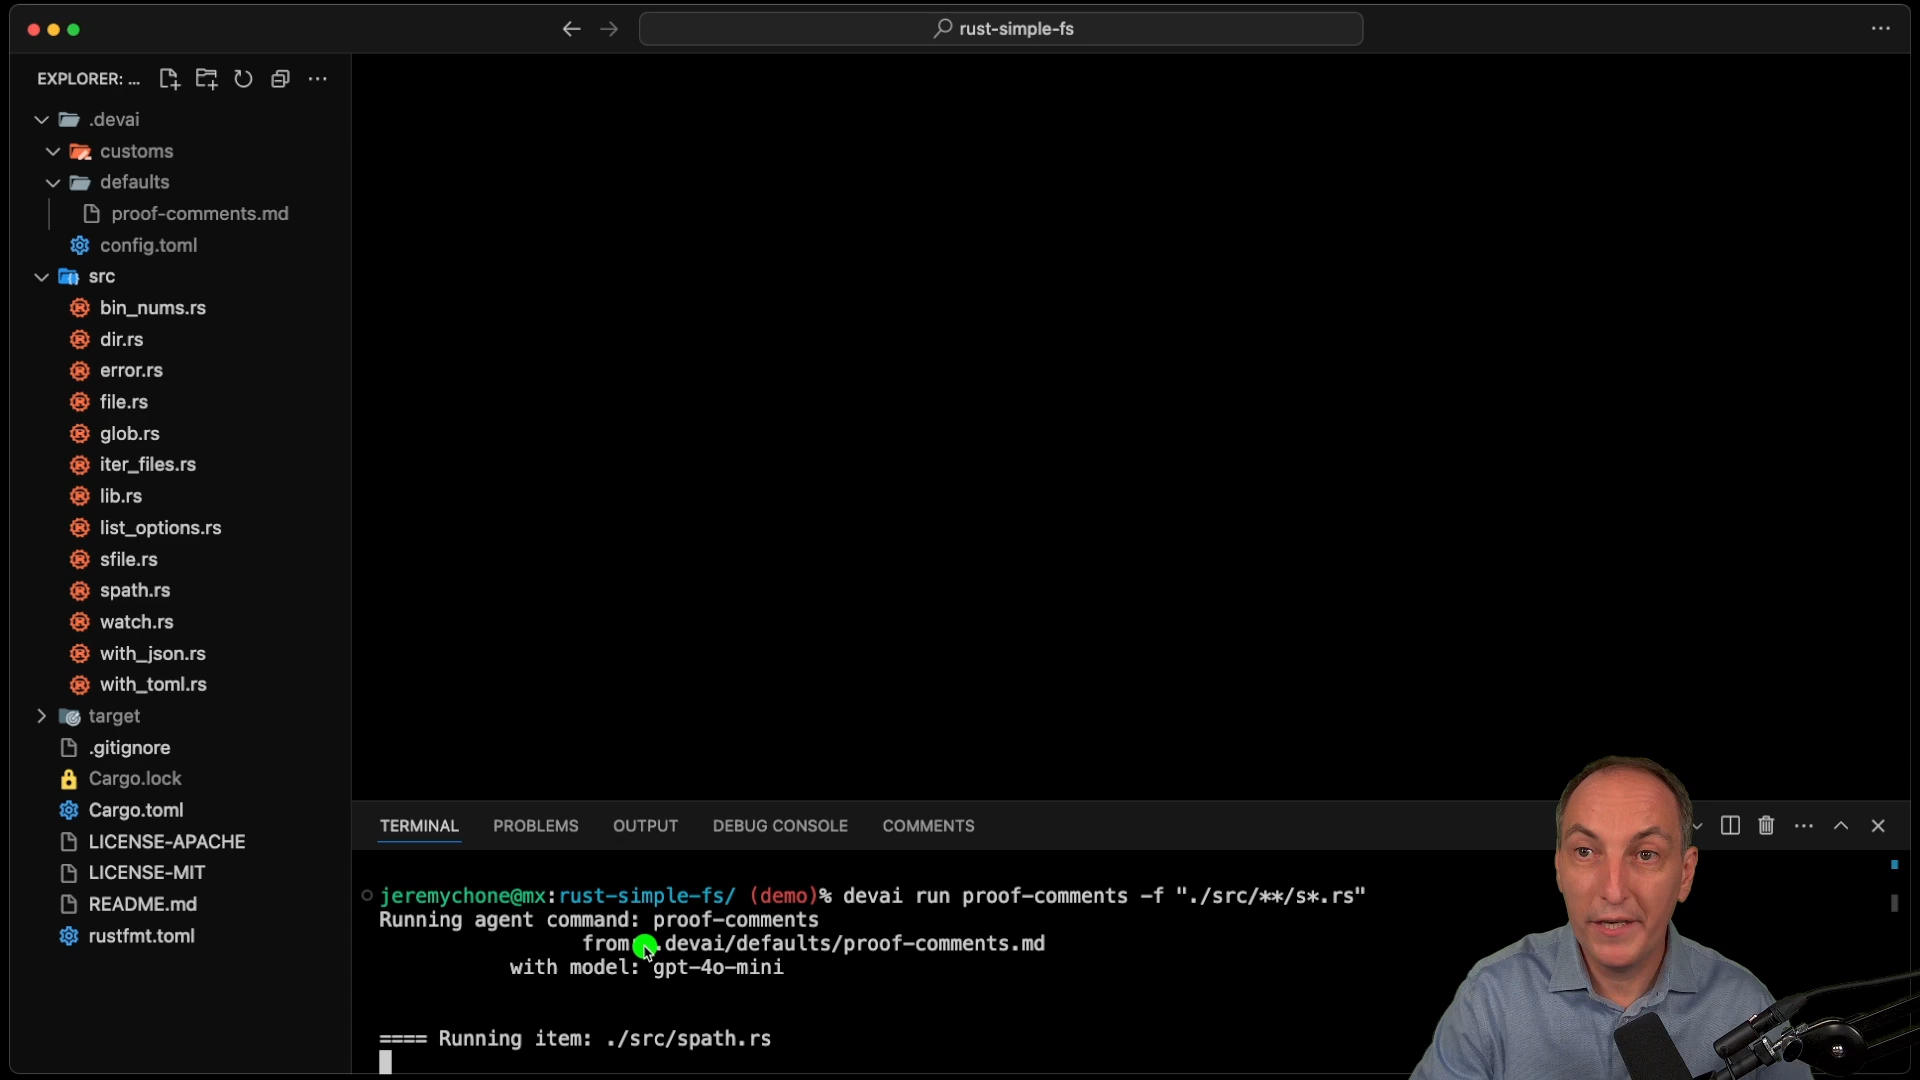 rust-simple-fs
EXPLORER: ...
.devai
customs
defaults
proof-comments.md
config.toml
src
bin_nums.rs
dir.rs
error.rs
file.rs
glob.rs
iter_files.rs
lib.rs
list_options.rs
sfile.rs
spath.rs
watch.rs
with_json.rs
with_toml.rs
target
.gitignore
Cargo.lock
Cargo.toml
LICENSE-APACHE
LICENSE-MIT
README.md
rustfmt.toml
TERMINAL PROBLEMS OUTPUT DEBUG CONSOLE COMMENTS
jeremychone@mx:rust-simple-fs/ (demo)% devai run proof-comments -f "./src/**/s*.rs"
Running agent command: proof-comments
from .devai/defaults/proof-comments.md
with model: gpt-4o-mini
==== Running item: ./src/spath.rs